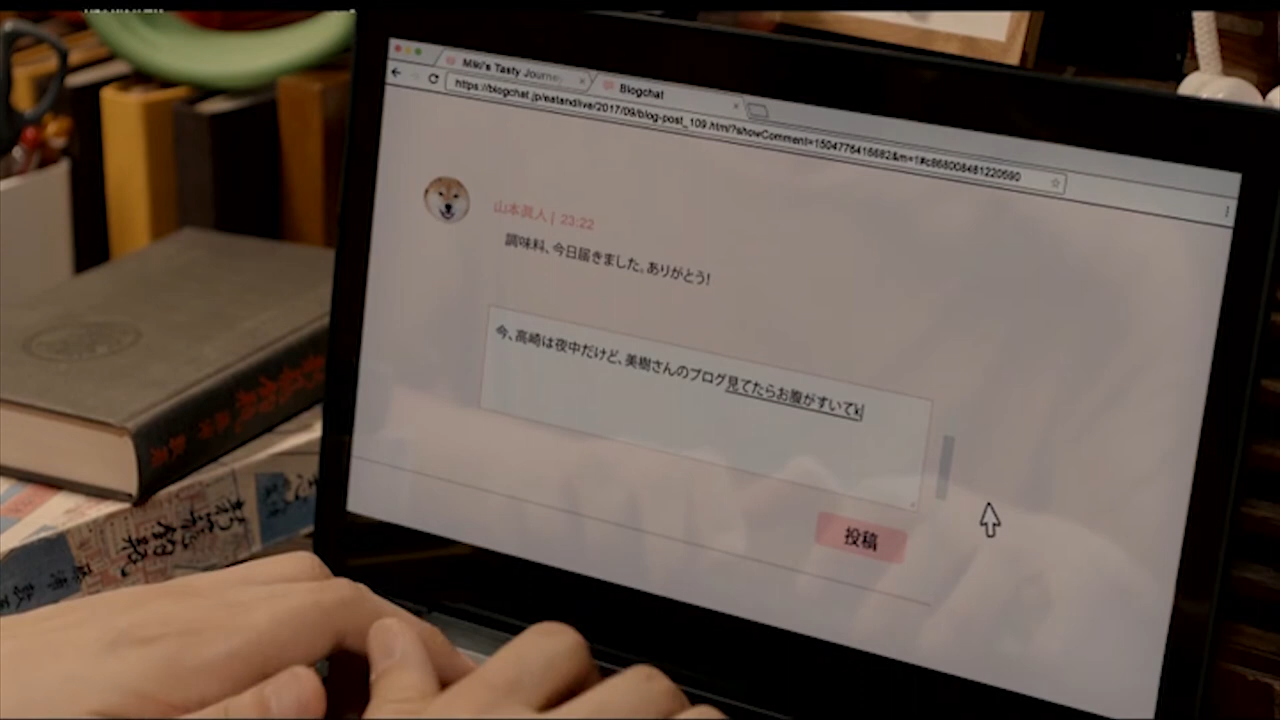 Miki's Tasty Journe
Blogchat
https://blogchat.jp/eatandlive/2017/09/blog-post_109.html?showComment=1504776416682&m=1#c868008481220590
山本眞人 | 23:22
調味料、今日届きました。ありがとう!
今、高崎は夜中だけど、美樹さんのブログ見てたらお腹がすいてk
投稿